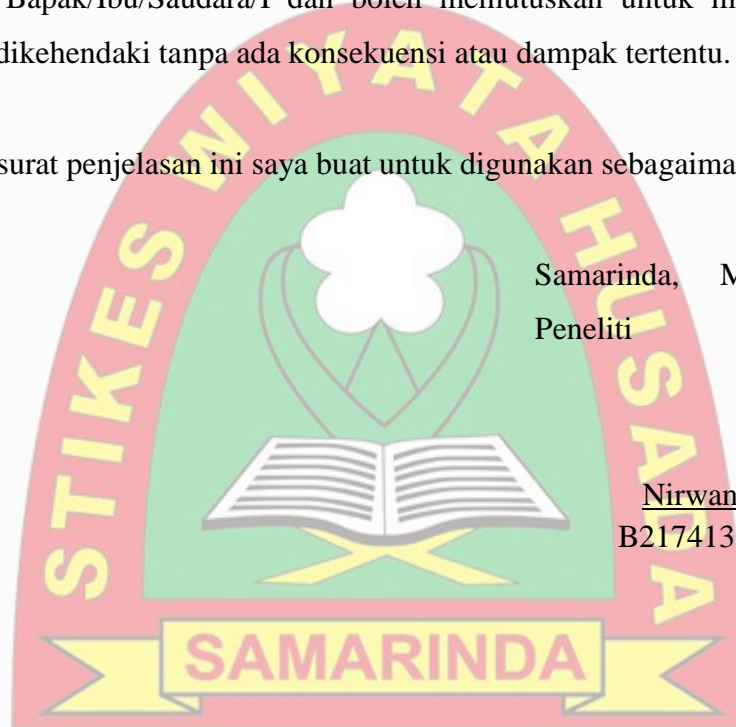 Bapak/Ibu/Saudara/I dan boleh memutuskan untuk
dikehendaki tanpa ada konsekuensi atau dampak tertentu.
surat penjelasan ini saya buat untuk digunakan sebagaima
Samarinda, M
Peneliti
Nirwan
B217413
STIKES WIYATA HUSADA
SAMARINDA